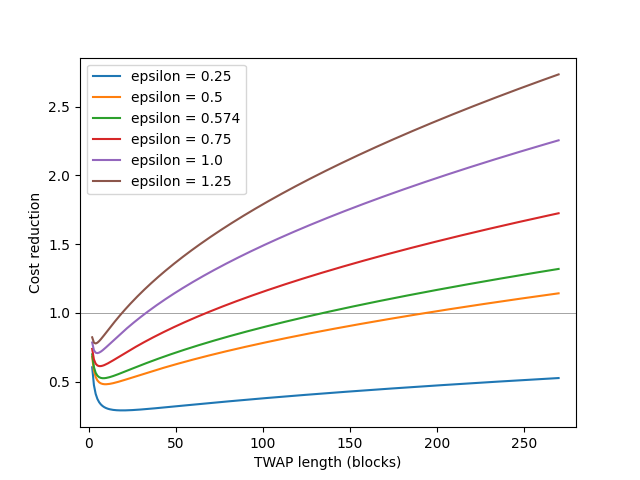 epsilon = 0.25
epsilon = 0.5
epsilon = 0.574
epsilon = 0.75
epsilon = 1.0
epsilon = 1.25
2.5
2.0
1.5
1.0
0.5
Cost reduction
0 50 100 150 200 250
TWAP length (blocks)